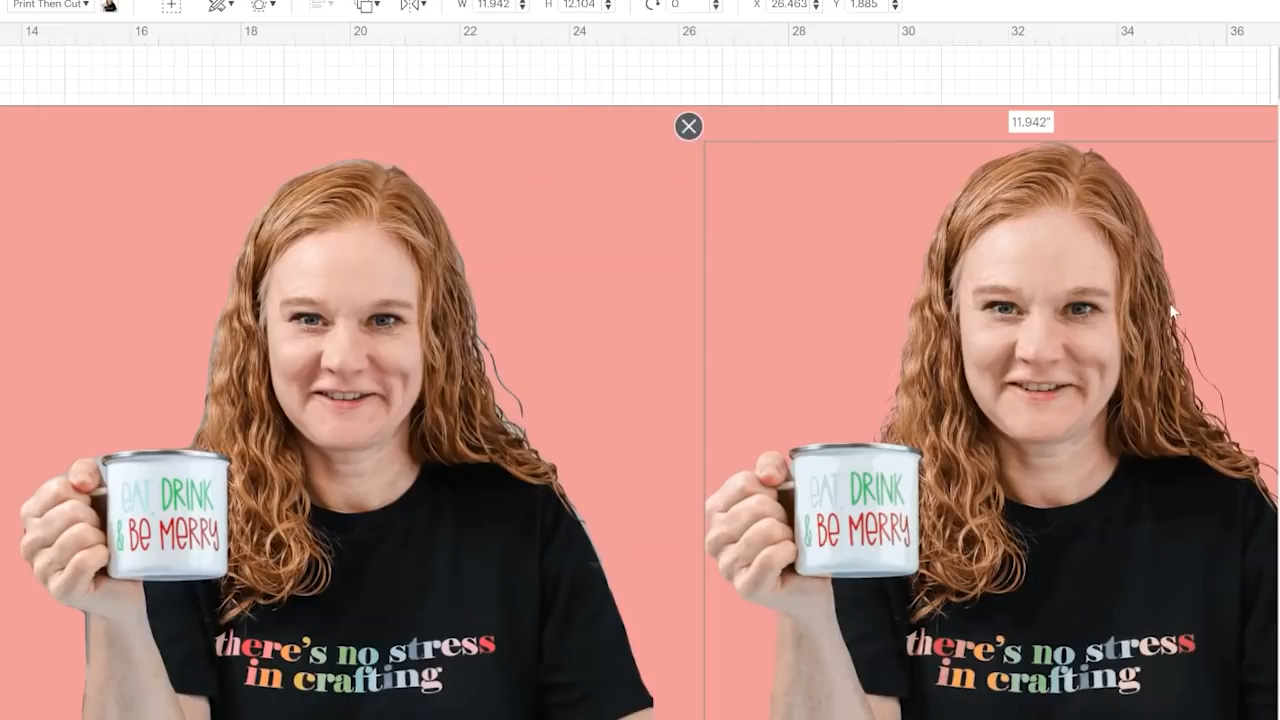 Print Then Cut
W 11.942 H 12.104 0 X 26.463 Y 1.885
14 16 18 20 22 24 26 28 30 32 34 36
11.942"
EAT, DRINK
& BE MERRY
there's no stress
in crafting
EAT, DRINK
& BE MERRY
there's no stress
in crafting